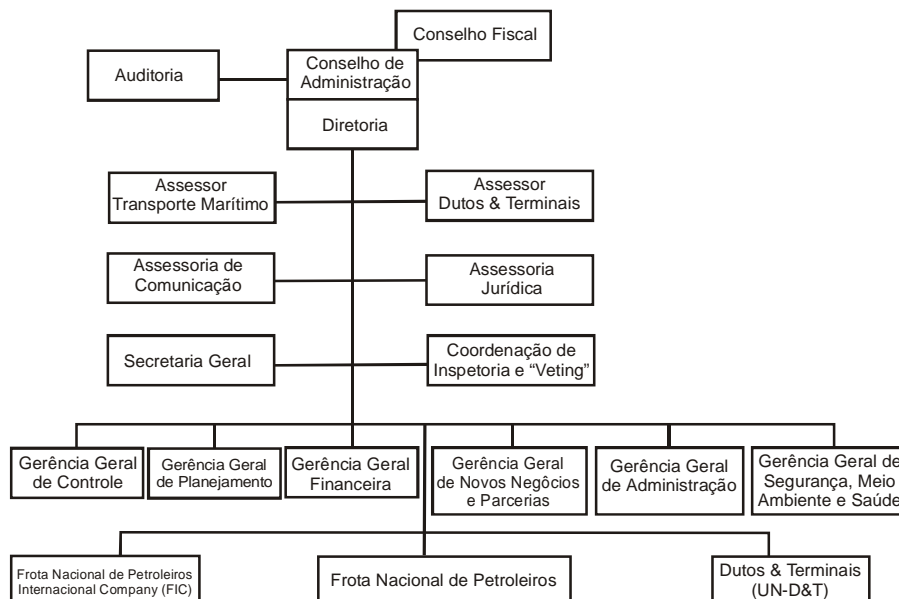 Conselho Fiscal
Auditoria
Conselho de
Administração
Diretoria
Assessor
Transporte Marítimo
Assessor
Dutos & Terminais
Assessoria de
Comunicação
Assessoria
Jurídica
Secretaria Geral
Coordenação de
Inspetoria e “Veting”
Gerência Geral
de Controle
Gerência Geral
de Planejamento
Gerência Geral
Financeira
Gerência Geral
de Novos Negócios
e Parcerias
Gerência Geral
de Administração
Gerência Geral de
Segurança, Meio
Ambiente e Saúde
Frota Nacional de Petroleiros
Internacional Company (FIC)
Frota Nacional de Petroleiros
Dutos & Terminais
(UN-D&T)